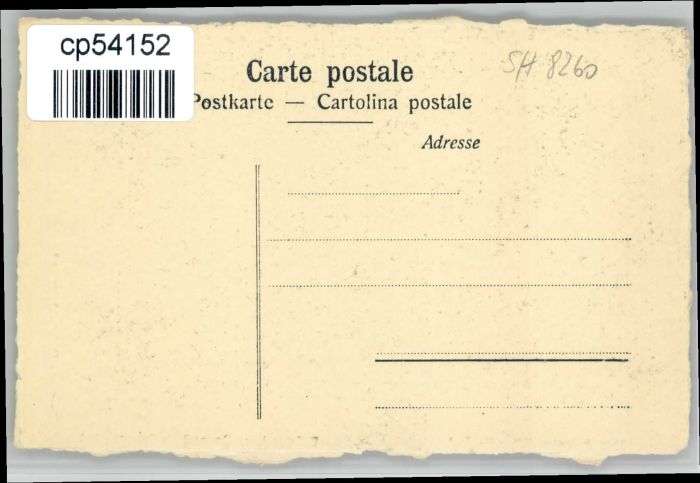 cp54152
Carte postale
SH 8260
Postkarte — Cartolina postale
Adresse